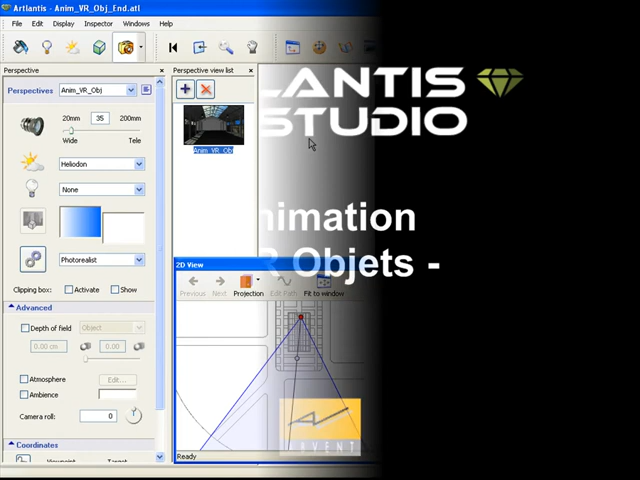 Artlantis - Anim_VR_Obj_End.atl
File Edit Display Inspectors Windows Help
Perspective
Perspectives Anim_VR_Obj
20mm 35 200mm
Wide Tele
Heliodon
None
Photorealist
Clipping box: Activate Show
Advanced
Depth of field Object
0.00 cm 0.00
Atmosphere Edit...
Ambience
Camera roll: 0
Coordinates
Viewpoint Target
Perspective view list
Anim_VR_Obj
LANTIS
STUDIO
nimation
R Objets -
2D View
Previous Next Projection Edit Path Fit to window
VENT
Ready